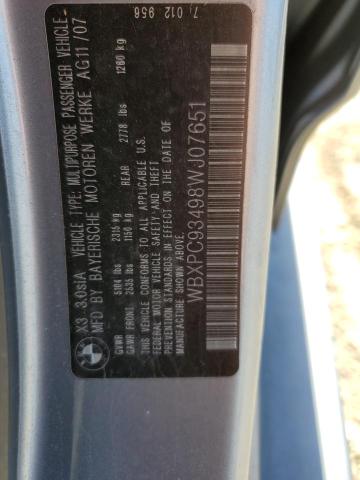 X3 3.0siA VEHICLE TYPE: MULTIPURPOSE PASSENGER VEHICLE
MFD BY BAYERISCHE MOTOREN WERKE AG 11/07
GVWR 5104 lbs 2315 kg
GAWR FRONT 2535 lbs 1150 kg REAR 2778 lbs 1260 kg
THIS VEHICLE CONFORMS TO ALL APPLICABLE U.S.
FEDERAL MOTOR VEHICLE SAFETY AND THEFT
PREVENTION STANDARDS IN EFFECT ON THE DATE OF
MANUFACTURE SHOWN ABOVE.
WBXPC93498WJ07651
7 012 956
BMW